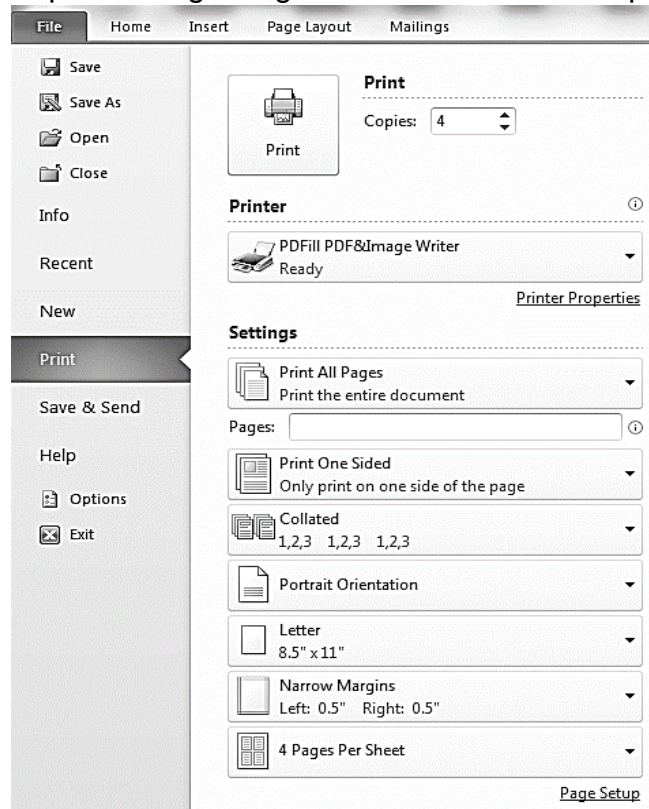 File Home Insert Page Layout Mailings
Save
Save As
Open
Close
Info
Recent
New
Print
Save & Send
Help
Options
Exit
Print
Print
Copies: 4
Printer
PDFill PDF&Image Writer
Ready
Printer Properties
Settings
Print All Pages
Print the entire document
Pages:
Print One Sided
Only print on one side of the page
Collated
1,2,3 1,2,3 1,2,3
Portrait Orientation
Letter
8.5" x 11"
Narrow Margins
Left: 0.5" Right: 0.5"
4 Pages Per Sheet
Page Setup